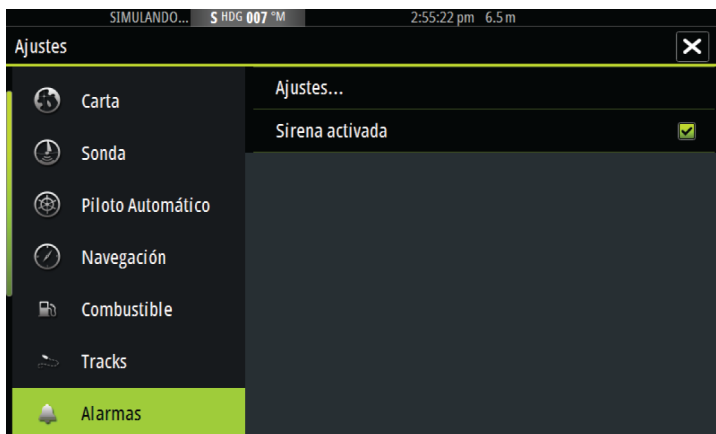 SIMULANDO... S HDG 007 °M 2:55:22 pm 6.5 m
Ajustes
Carta
Sonda
Piloto Automático
Navegación
Combustible
Tracks
Alarmas
Ajustes...
Sirena activada